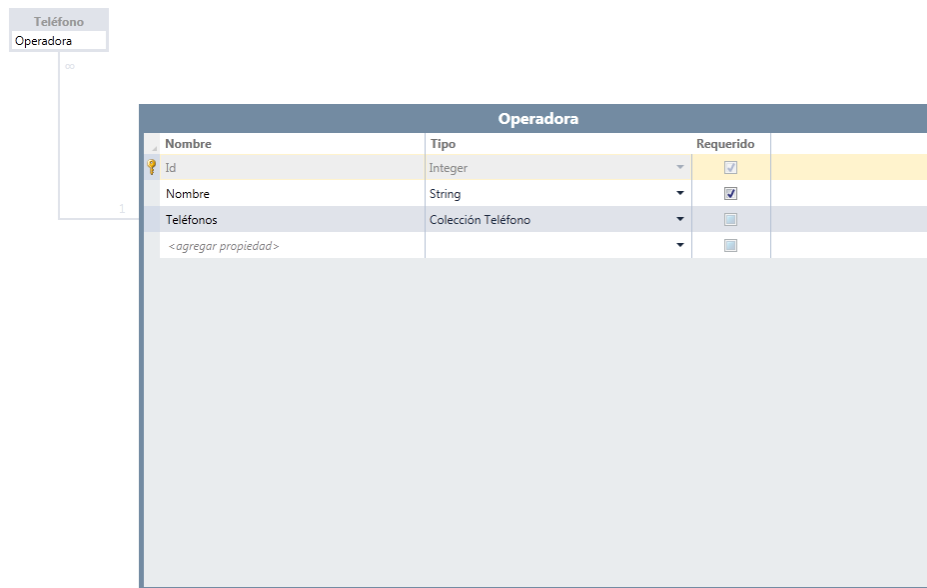 Teléfono
Operadora
∞
1
Operadora
Nombre Tipo Requerido
Id Integer
Nombre String
Teléfonos Colección Teléfono
<agregar propiedad>